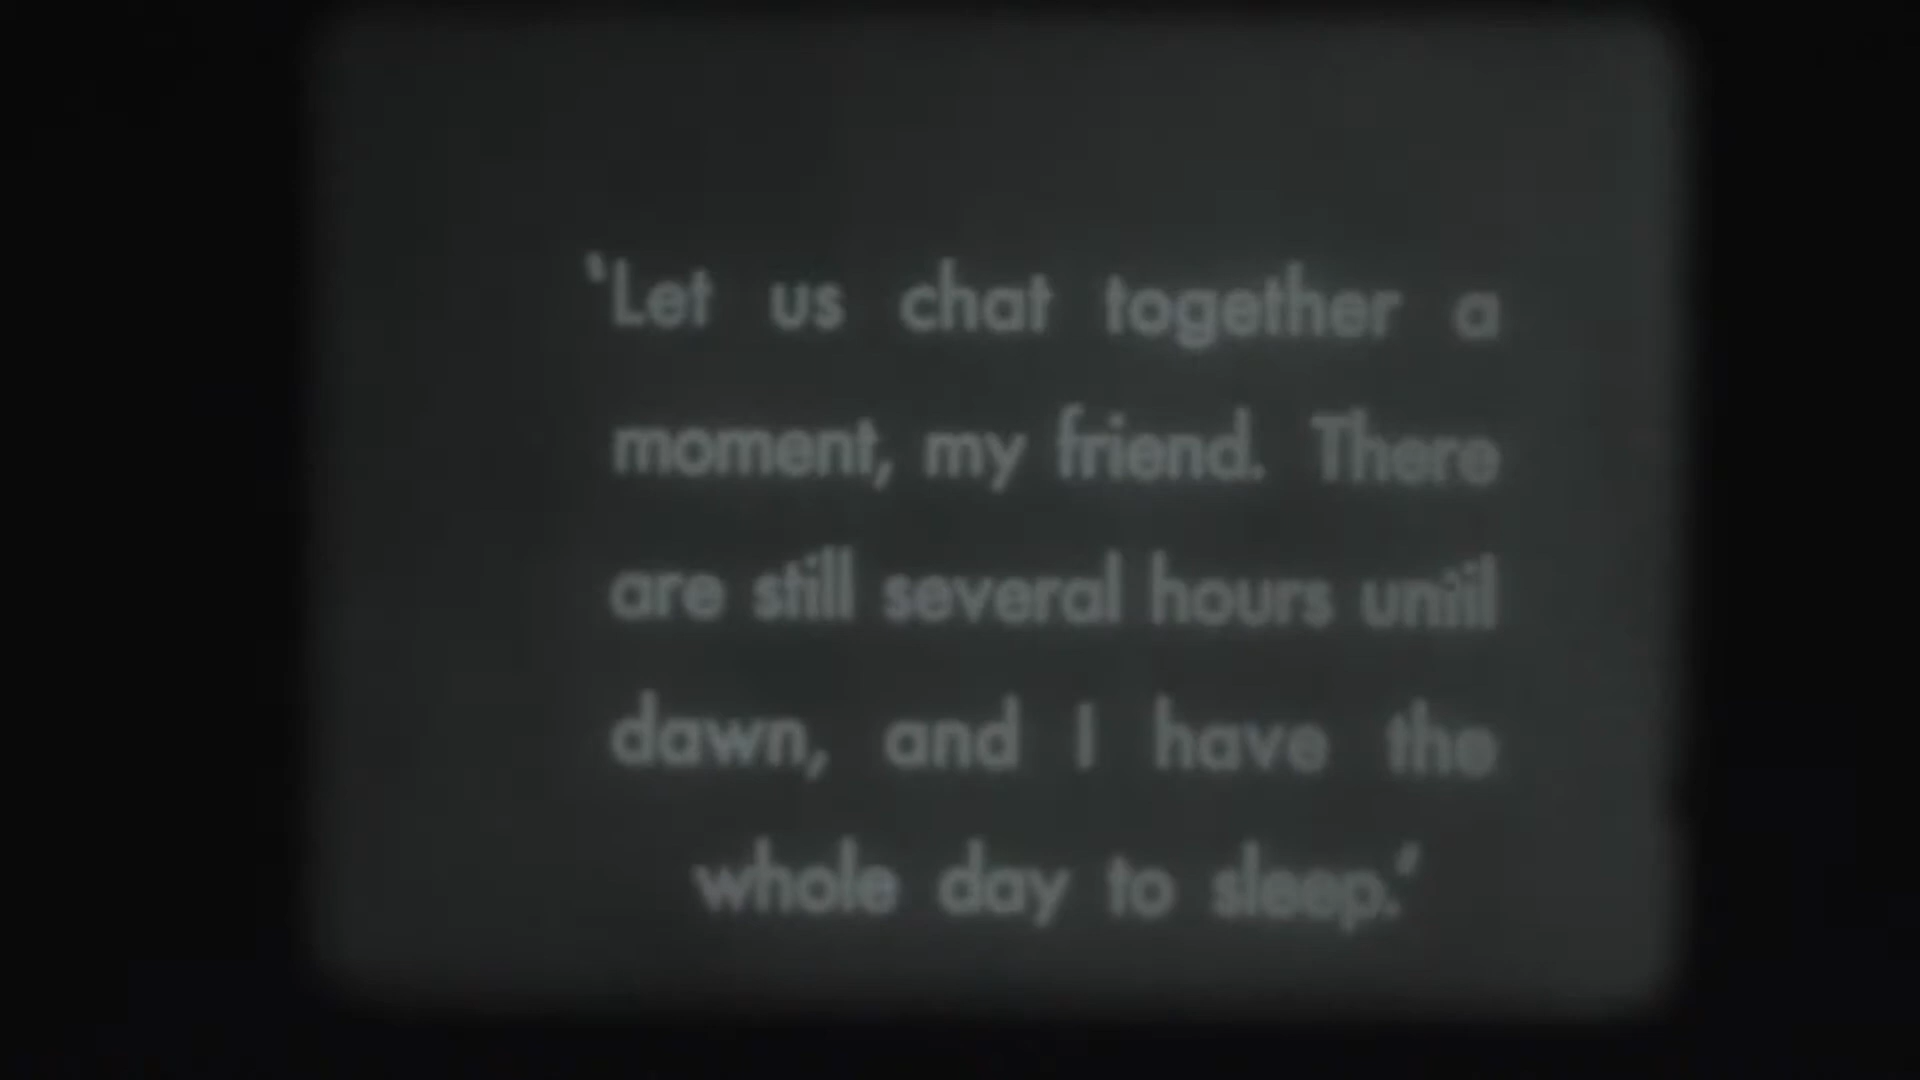 ‘Let us chat together a
moment, my friend. There
are still several hours until
dawn, and I have the
whole day to sleep.’